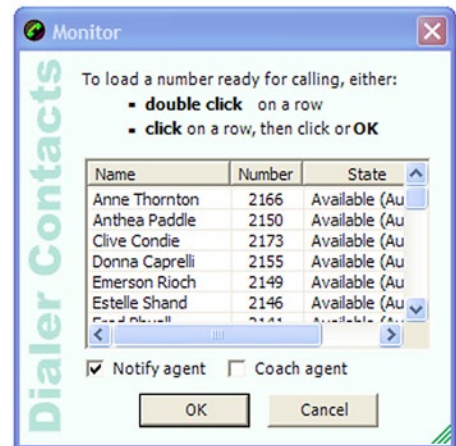 Monitor
Dialer Contacts
To load a number ready for calling, either:
▪ double click on a row
▪ click on a row, then click or OK
Name Number State
Anne Thornton 2166 Available (Au
Anthea Paddle 2150 Available (Au
Clive Condie 2173 Available (Au
Donna Caprelli 2155 Available (Au
Emerson Rioch 2149 Available (Au
Estelle Shand 2146 Available (Au
Notify agent Coach agent
OK Cancel